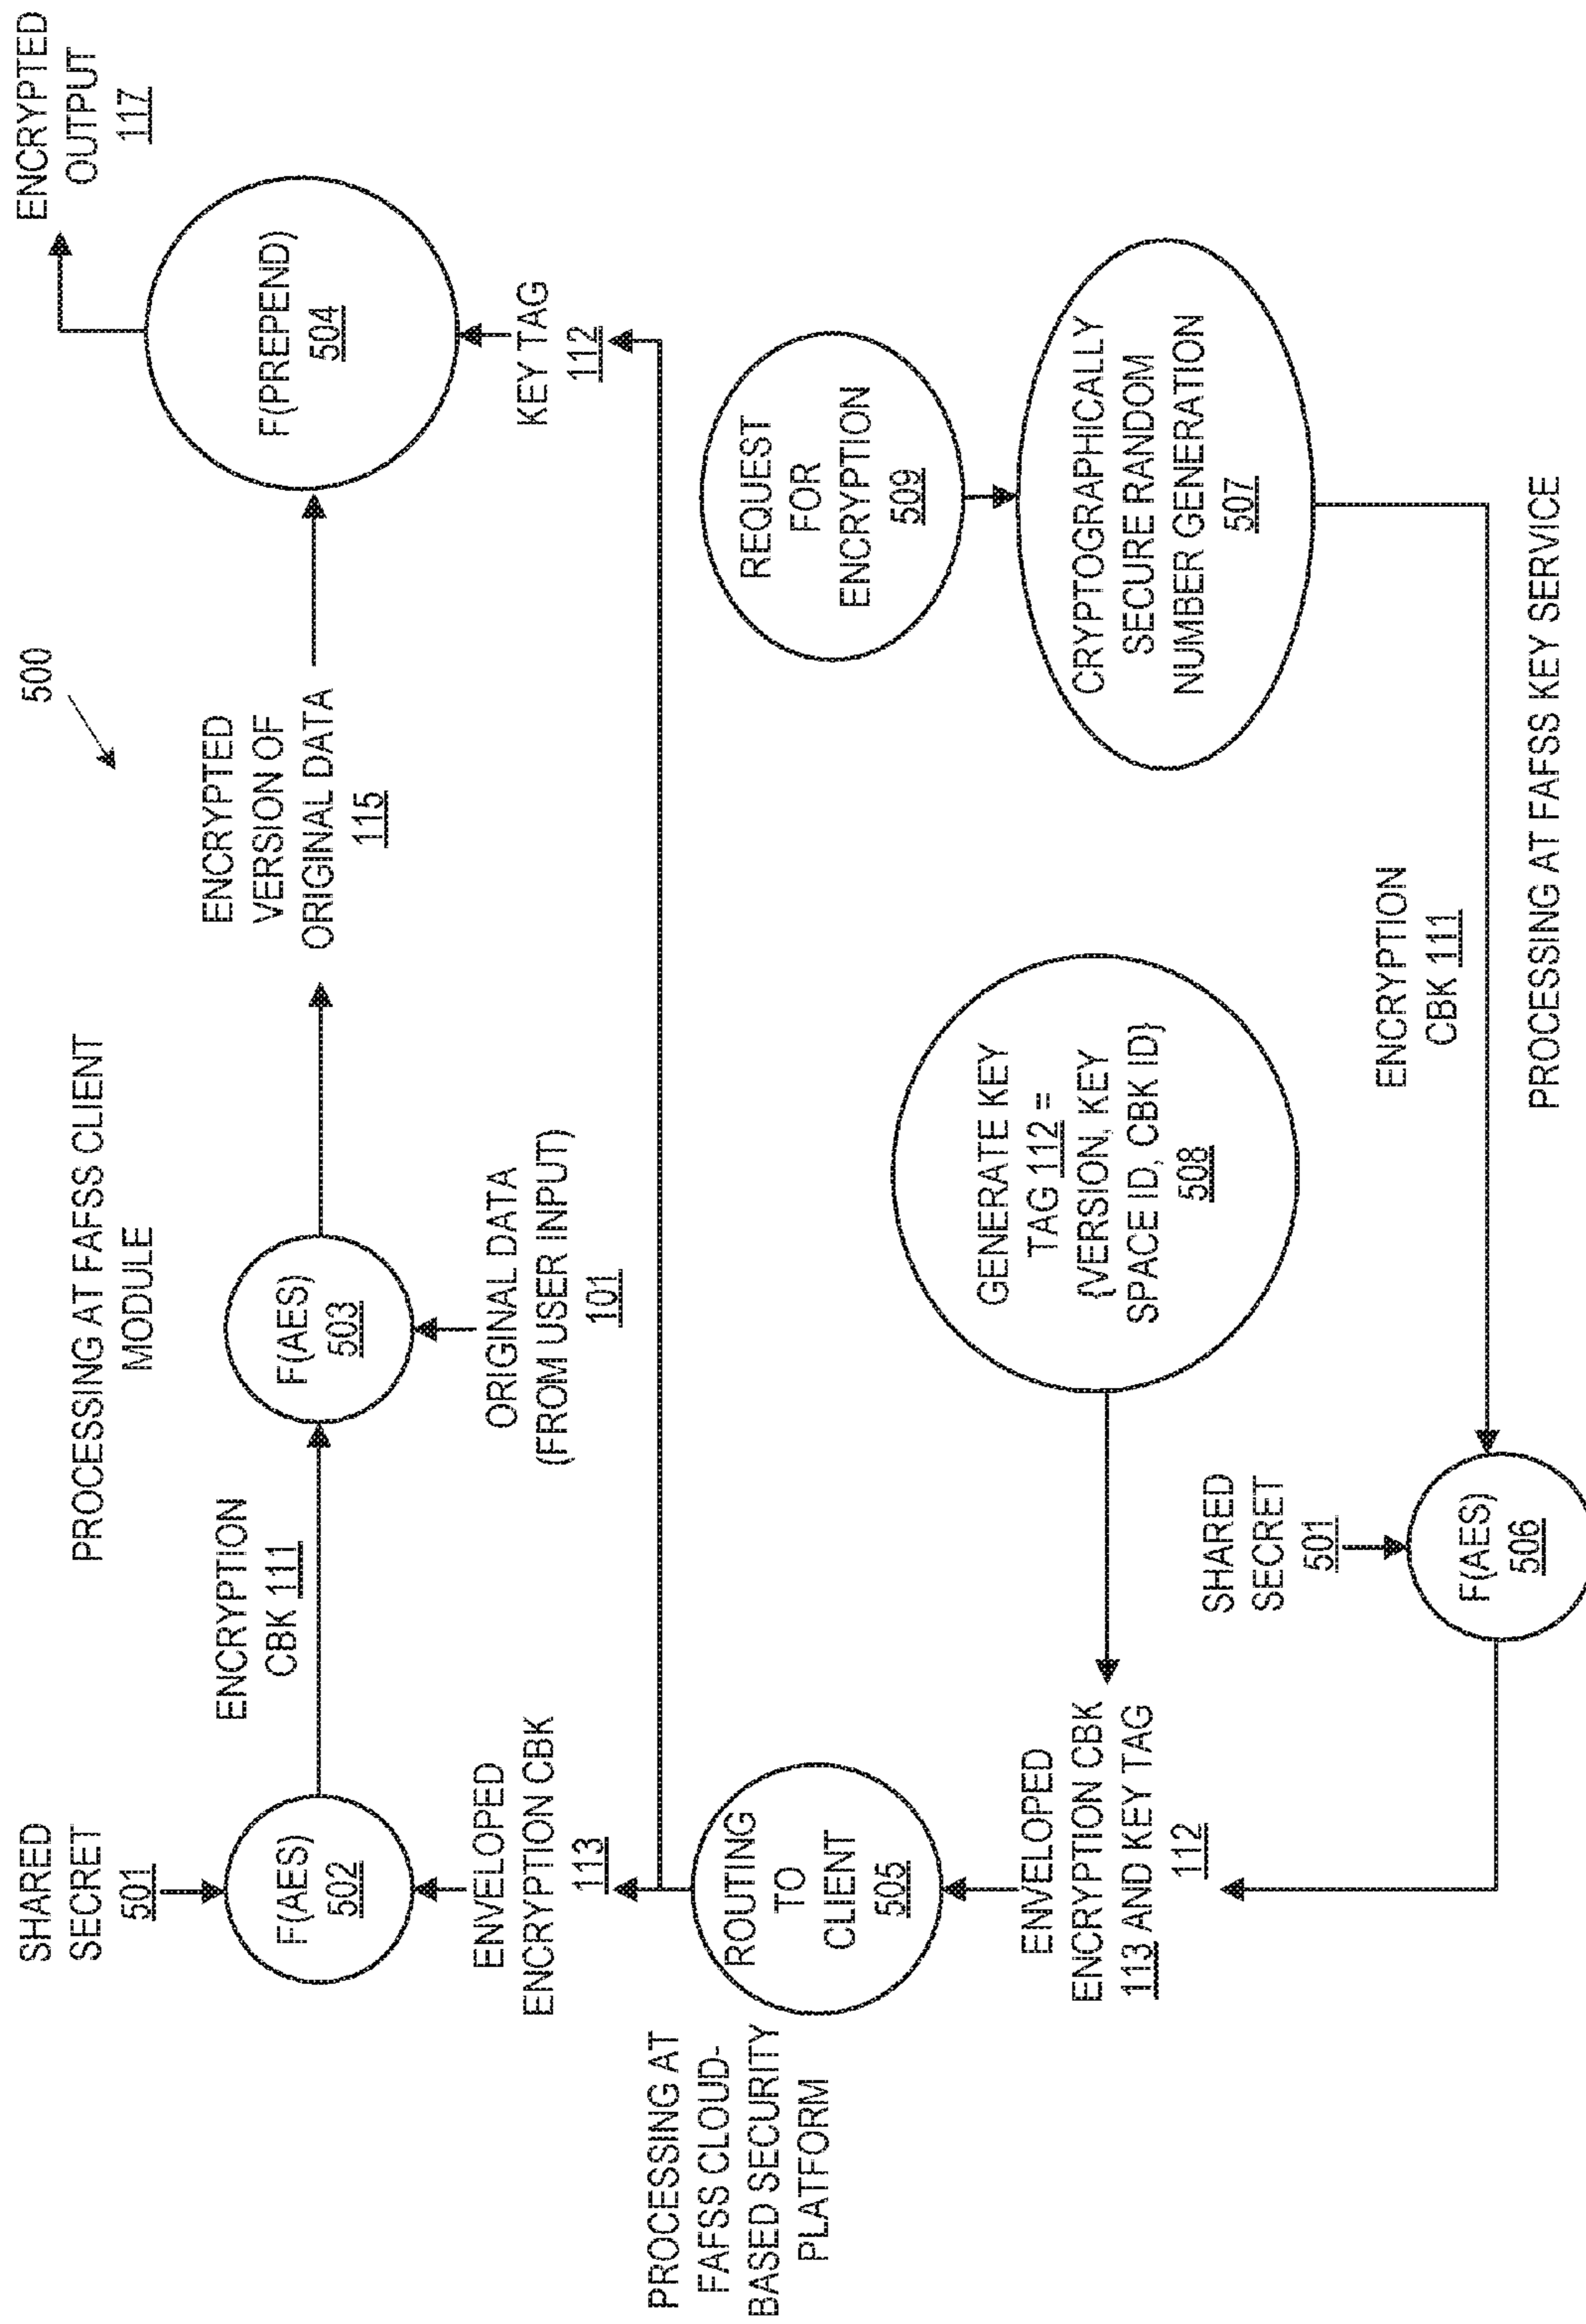 500
PROCESSING AT FAFSS CLIENT
MODULE
SHARED
SECRET
501
F(AES)
502
ENCRYPTION
CBK 111
F(AES)
503
ENCRYPTED
VERSION OF
ORIGINAL DATA
115
F(PREPEND)
504
ENCRYPTED
OUTPUT
117
ENVELOPED
ENCRYPTION CBK
113
ORIGINAL DATA
(FROM USER INPUT)
101
KEY TAG
112
PROCESSING AT
FAFSS CLOUD-
BASED SECURITY
PLATFORM
ROUTING
TO
CLIENT
505
REQUEST
FOR
ENCRYPTION
509
ENVELOPED
ENCRYPTION CBK
113 AND KEY TAG
112
GENERATE KEY
TAG 112 =
{VERSION, KEY
SPACE ID, CBK ID}
508
CRYPTOGRAPHICALLY
SECURE RANDOM
NUMBER GENERATION
507
SHARED
SECRET
501
F(AES)
506
ENCRYPTION
CBK 111
PROCESSING AT FAFSS KEY SERVICE